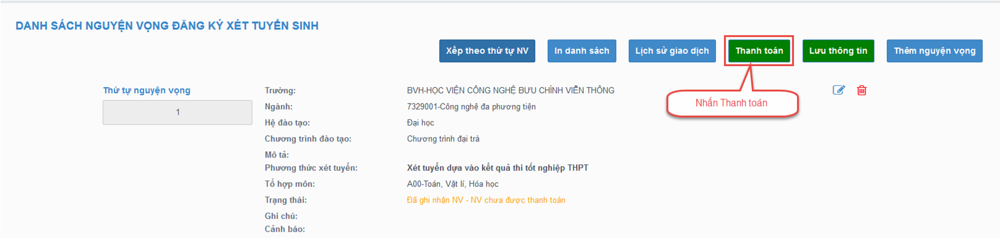 DANH SÁCH NGUYỆN VỌNG ĐĂNG KÝ XÉT TUYỂN SINH
Xếp theo thứ tự NV In danh sách Lịch sử giao dịch Thanh toán Lưu thông tin Thêm nguyện vọng
Nhấn Thanh toán
Thứ tự nguyện vọng
1
Trường: BVH-HỌC VIỆN CÔNG NGHỆ BƯU CHÍNH VIỄN THÔNG
Ngành: 7329001-Công nghệ đa phương tiện
Hệ đào tạo: Đại học
Chương trình đào tạo: Chương trình đại trà
Mô tả:
Phương thức xét tuyển: Xét tuyển dựa vào kết quả thi tốt nghiệp THPT
Tổ hợp môn: A00-Toán, Vật lí, Hóa học
Trạng thái: Đã ghi nhận NV - NV chưa được thanh toán
Ghi chú:
Cảnh báo: